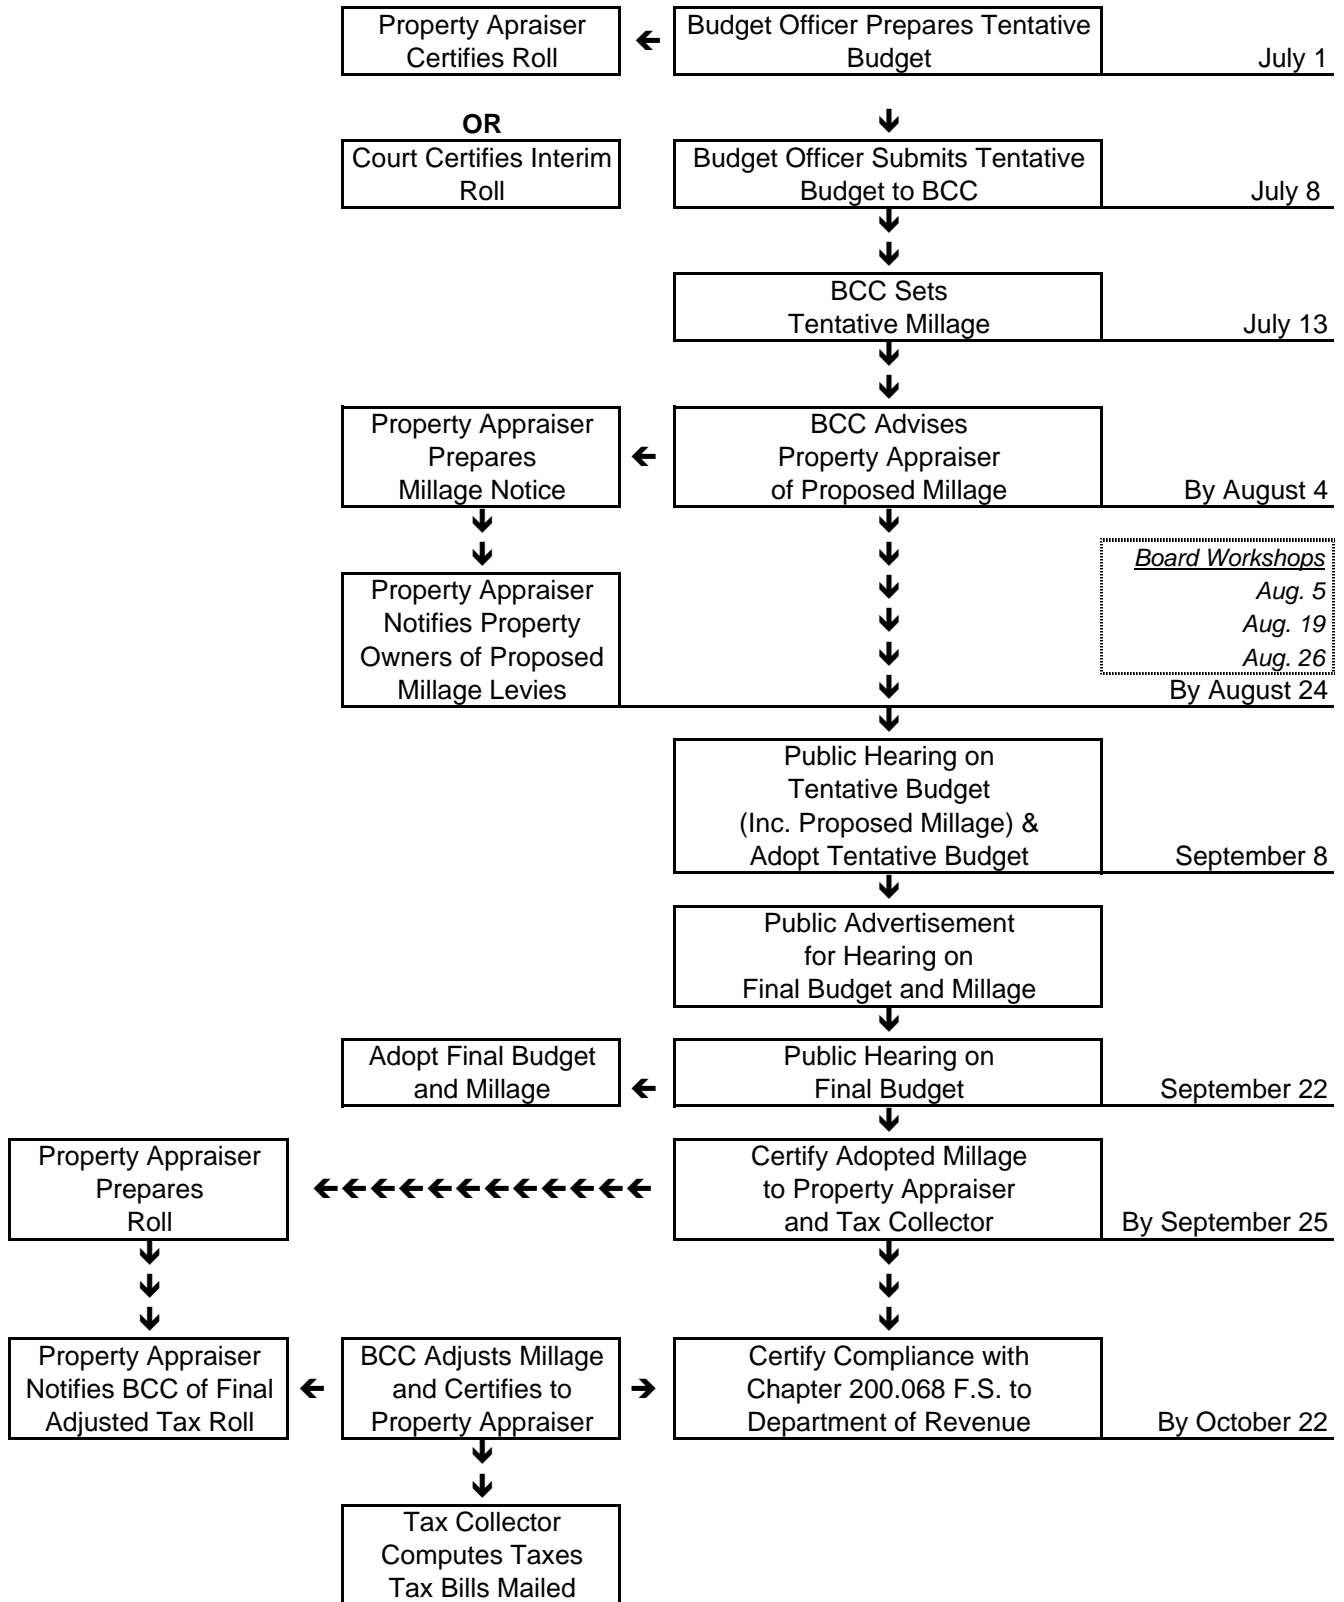 Property Apraiser
Certifies Roll
Budget Officer Prepares Tentative
Budget
July 1
OR
Court Certifies Interim
Roll
Budget Officer Submits Tentative
Budget to BCC
July 8
BCC Sets
Tentative Millage
July 13
Property Appraiser
Prepares
Millage Notice
BCC Advises
Property Appraiser
of Proposed Millage
By August 4
Board Workshops
Aug. 5
Aug. 19
Aug. 26
Property Appraiser
Notifies Property
Owners of Proposed
Millage Levies
By August 24
Public Hearing on
Tentative Budget
(Inc. Proposed Millage) &
Adopt Tentative Budget
September 8
Public Advertisement
for Hearing on
Final Budget and Millage
Adopt Final Budget
and Millage
Public Hearing on
Final Budget
September 22
Property Appraiser
Prepares
Roll
Certify Adopted Millage
to Property Appraiser
and Tax Collector
By September 25
Property Appraiser
Notifies BCC of Final
Adjusted Tax Roll
BCC Adjusts Millage
and Certifies to
Property Appraiser
Certify Compliance with
Chapter 200.068 F.S. to
Department of Revenue
By October 22
Tax Collector
Computes Taxes
Tax Bills Mailed